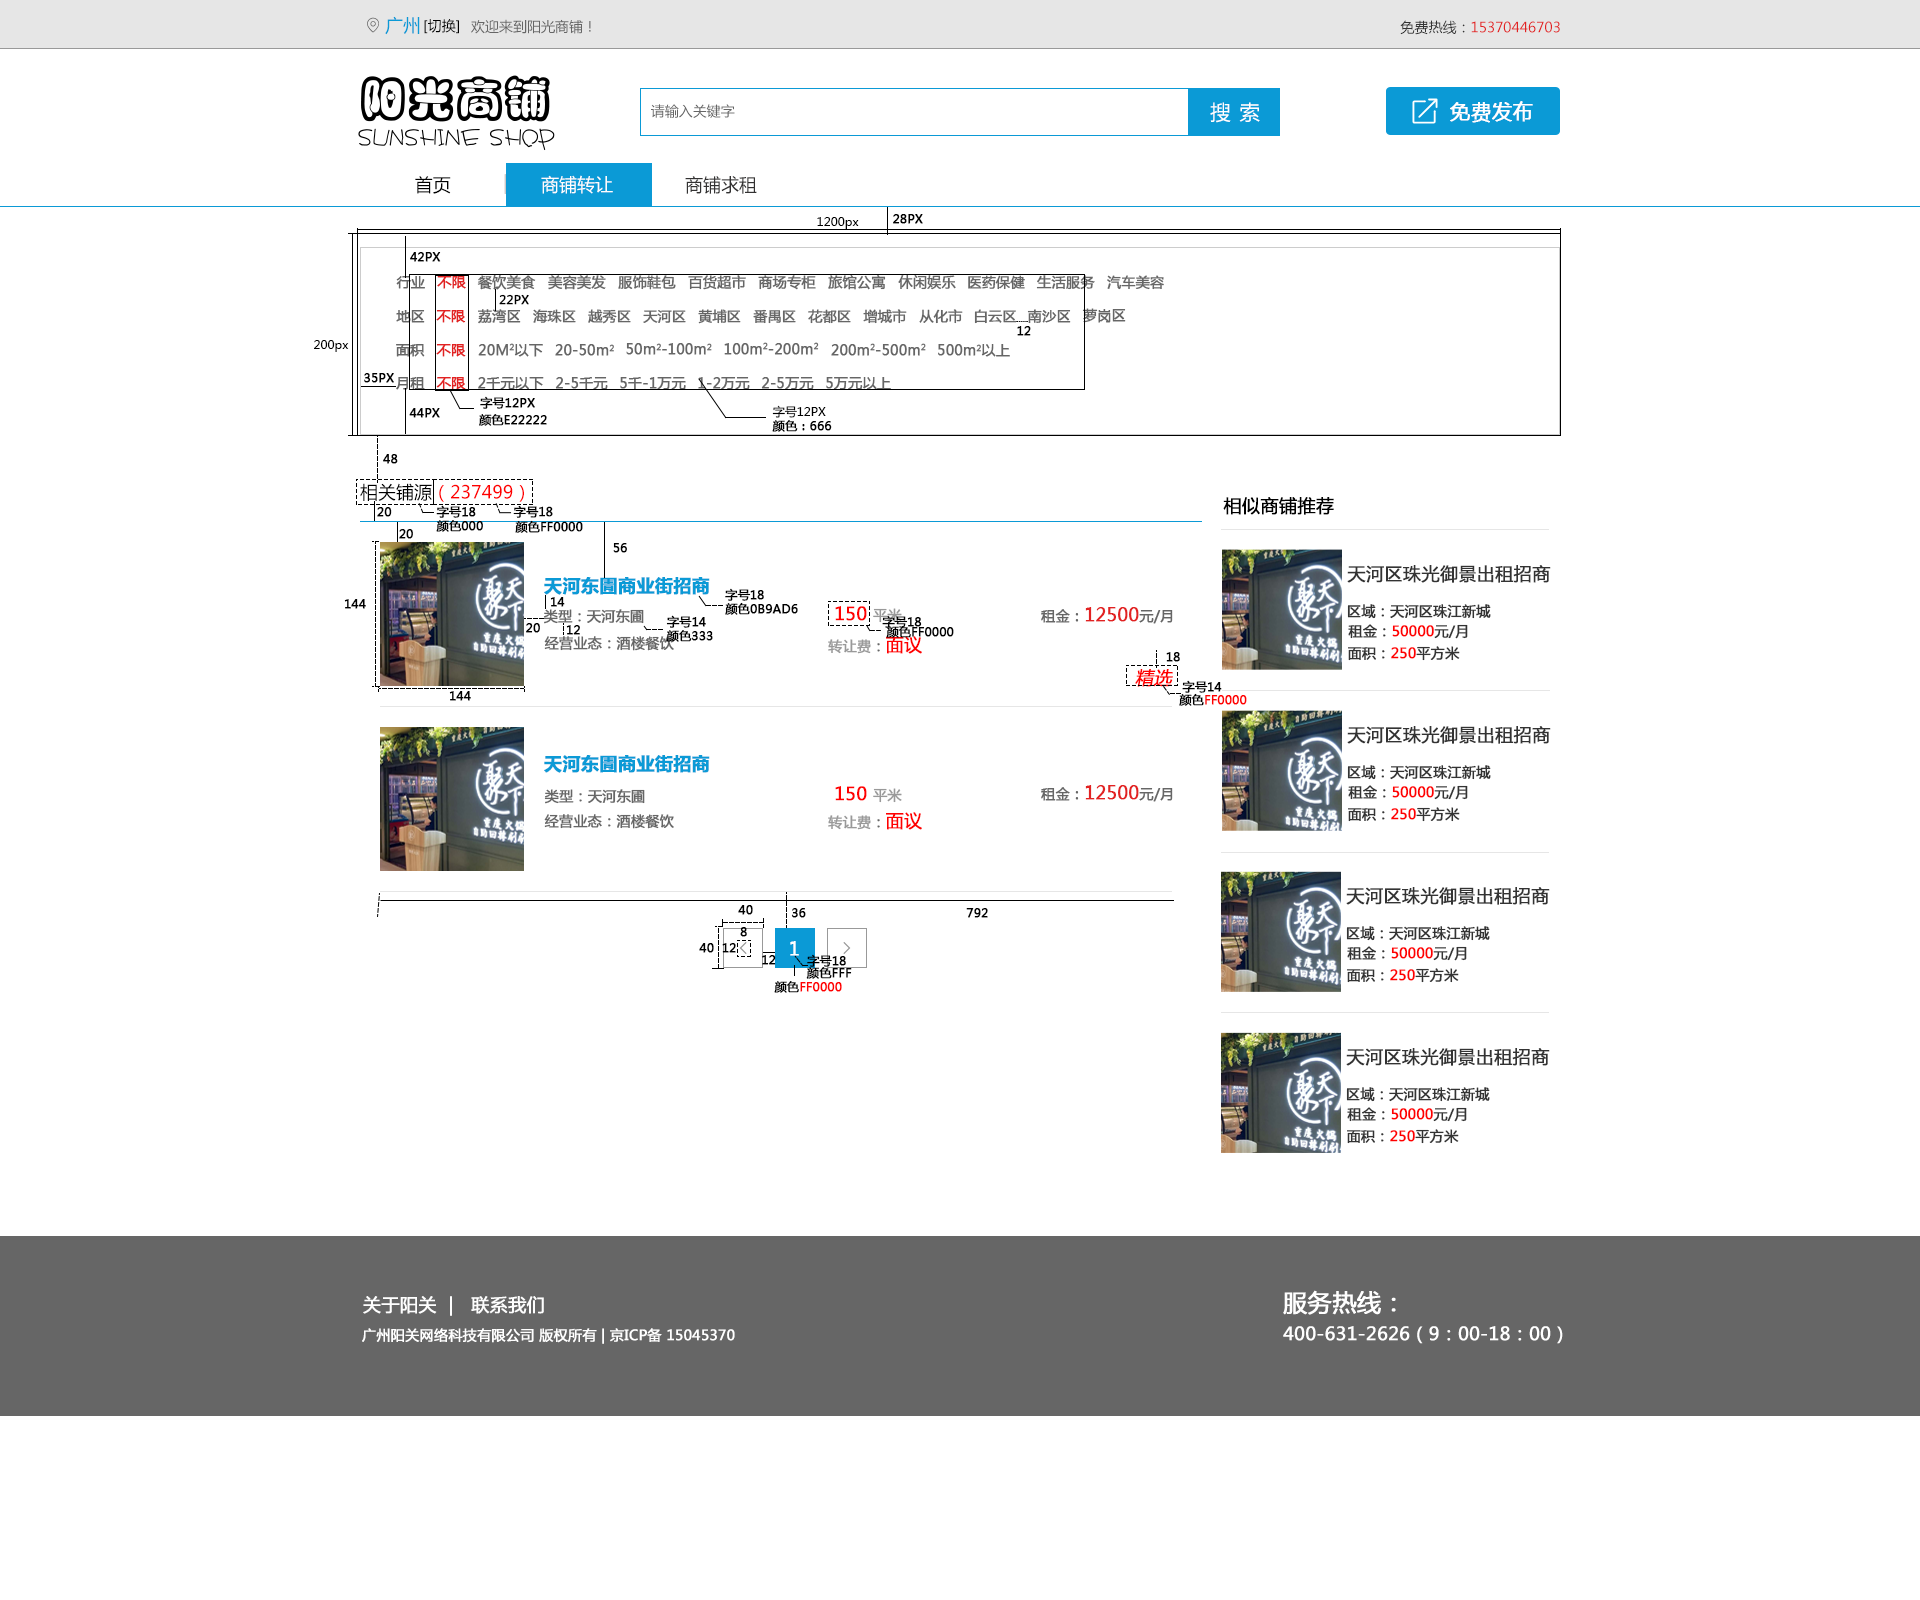 广州 [切换] 欢迎来到阳光商铺！
免费热线：15370446703
阳光商铺
SUNSHINE SHOP
请输入关键字
搜 索
免费发布
首页 商铺转让 商铺求租
1200px
28PX
42PX
行业 不限 餐饮美食 美容美发 服饰鞋包 百货超市 商场专柜 旅馆公寓 休闲娱乐 医药保健 生活服务 汽车美容
22PX
地区 不限 荔湾区 海珠区 越秀区 天河区 黄埔区 番禺区 花都区 增城市 从化市 白云区 南沙区 萝岗区
12
200px
面积 不限 20M²以下 20-50m² 50m²-100m² 100m²-200m² 200m²-500m² 500m²以上
35PX
月租 不限 2千元以下 2-5千元 5千-1万元 1-2万元 2-5万元 5万元以上
44PX
字号12PX
颜色E22222
字号12PX
颜色：666
48
相关铺源（237499）
20
字号18
颜色000
字号18
颜色FF0000
20
56
144
144
天河东圃商业街招商
14
字号18
颜色0B9AD6
类型：天河东圃
20
12
字号14
颜色333
经营业态：酒楼餐饮
150 平米
字号18
颜色FF0000
转让费：面议
租金：12500元/月
18
精选
字号14
颜色FF0000
天河东圃商业街招商
类型：天河东圃
经营业态：酒楼餐饮
150 平米
转让费：面议
租金：12500元/月
792
36
40
8
40
12
12
1
字号18
颜色FFF
颜色FF0000
相似商铺推荐
天河区珠光御景出租招商
区域：天河区珠江新城
租金：50000元/月
面积：250平方米
天河区珠光御景出租招商
区域：天河区珠江新城
租金：50000元/月
面积：250平方米
天河区珠光御景出租招商
区域：天河区珠江新城
租金：50000元/月
面积：250平方米
天河区珠光御景出租招商
区域：天河区珠江新城
租金：50000元/月
面积：250平方米
关于阳关 | 联系我们
广州阳关网络科技有限公司 版权所有 | 京ICP备 15045370
服务热线：
400-631-2626（9：00-18：00）